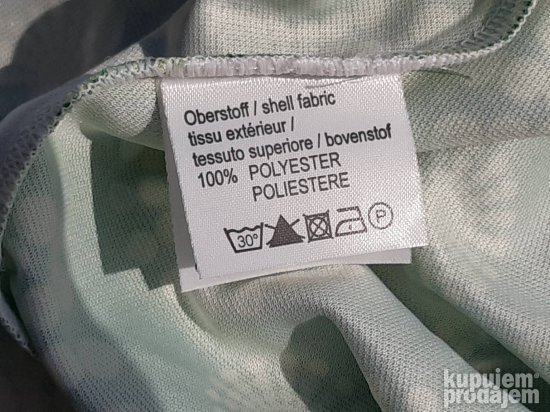 Oberstoff / shell fabric
tissu extérieur /
tessuto superiore / bovenstof
100% POLYESTER
POLIESTERE
30° P
kupujem
prodajem